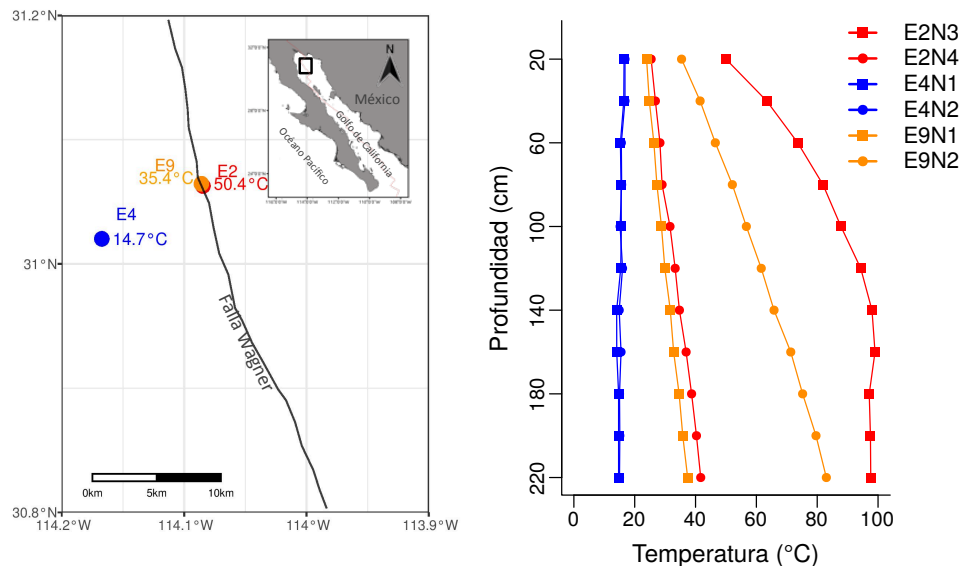 31.2°N
31°N
30.8°N
114.2°W
114.1°W
114°W
113.9°W
E9
35.4°C
E2
50.4°C
E4
14.7°C
Falla Wagner
0km
5km
10km
N
México
Golfo de California
Océano Pacífico
E2N3
E2N4
E4N1
E4N2
E9N1
E9N2
Profundidad (cm)
20
60
100
140
180
220
0
20
40
60
80
100
Temperatura (°C)